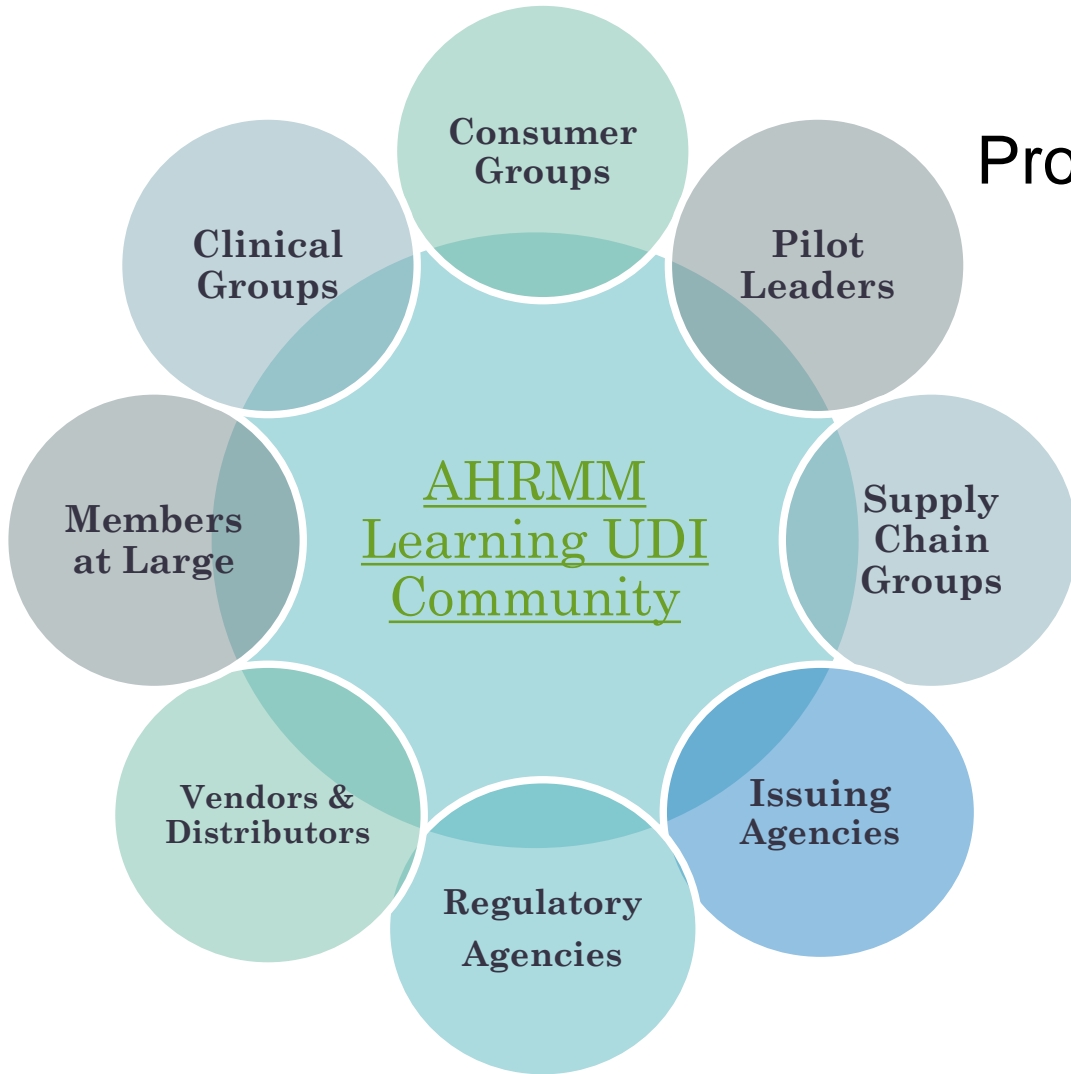 Consumer
Groups
Pro
Pilot
Leaders
Clinical
Groups
Supply
Chain
Groups
AHRMM
Learning UDI
Community
Members
at Large
Issuing
Agencies
Vendors &
Distributors
Regulatory
Agencies